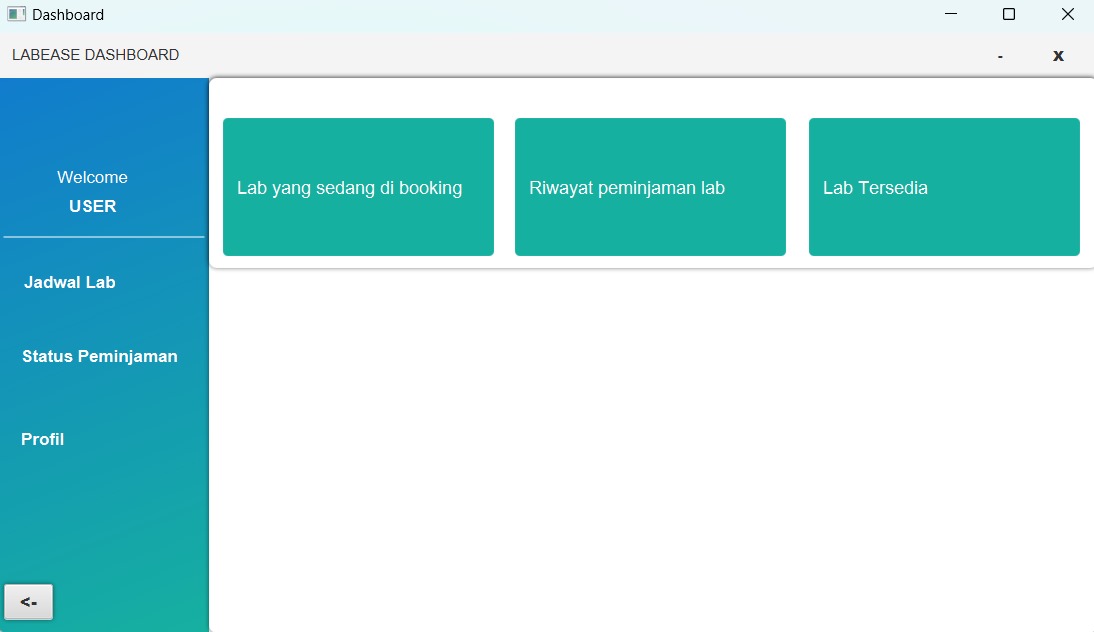 Dashboard
LABEASE DASHBOARD
-
x
Welcome
USER
Jadwal Lab
Status Peminjaman
Profil
<-
Lab yang sedang di booking
Riwayat peminjaman lab
Lab Tersedia